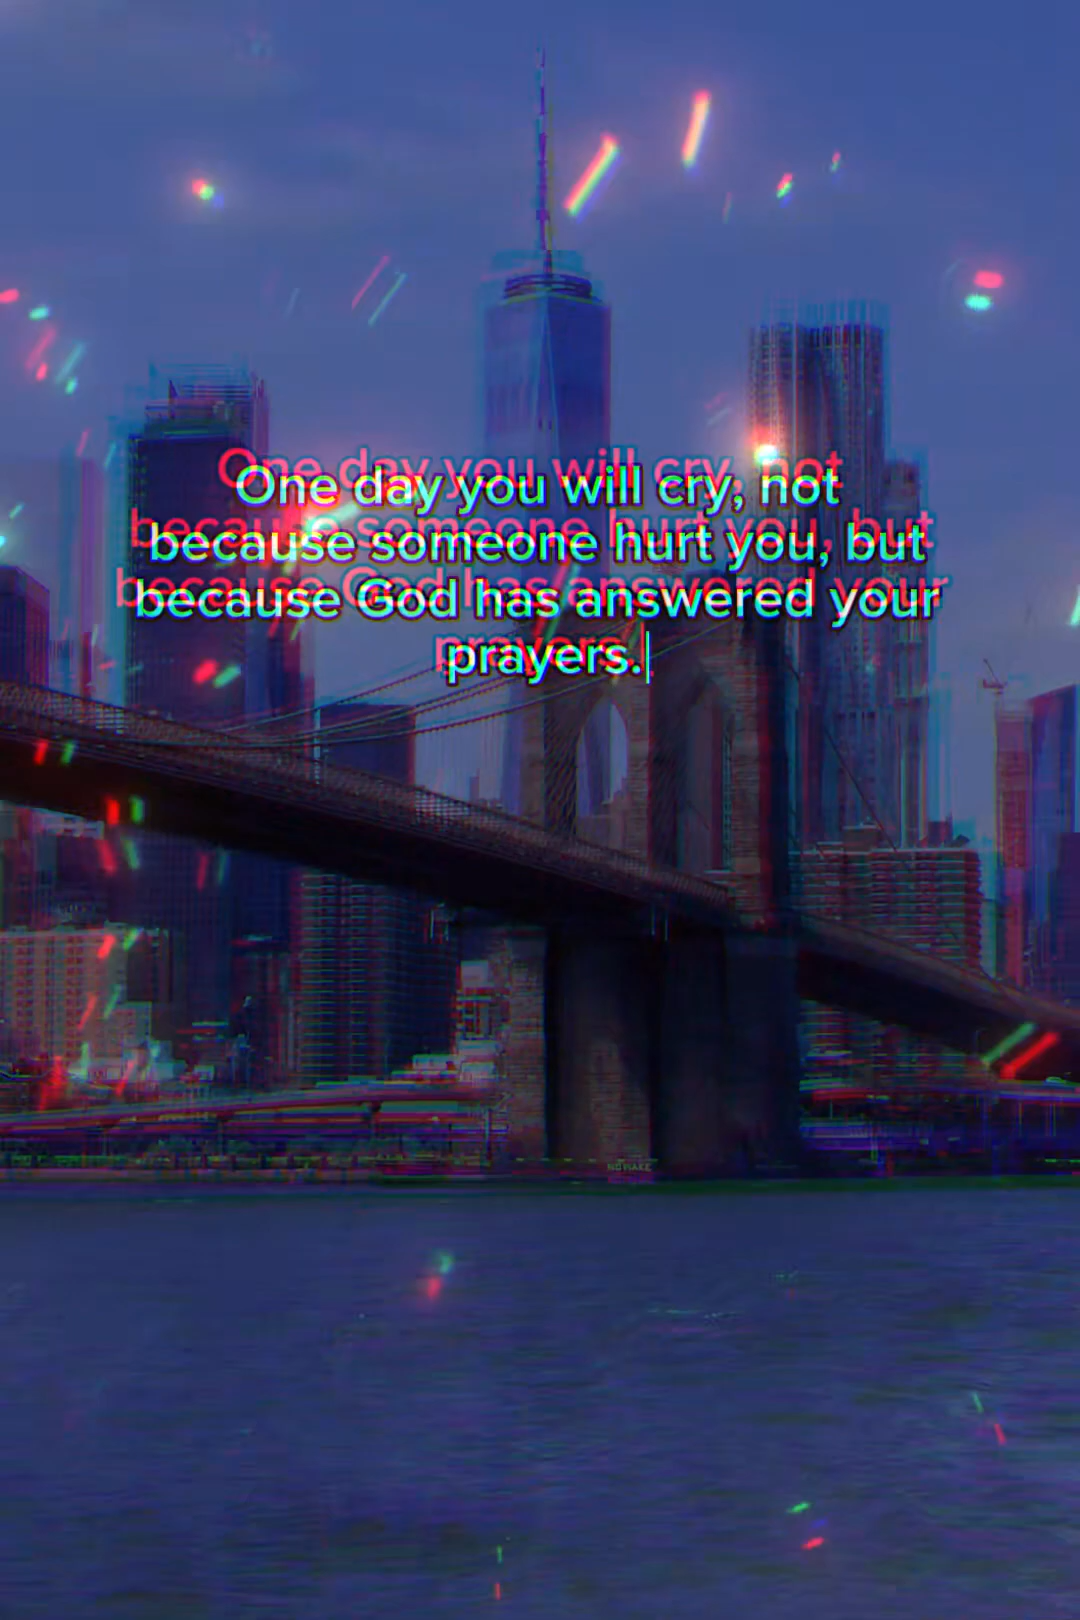 One day you will cry, not
because someone hurt you, but
because God has answered your
prayers.